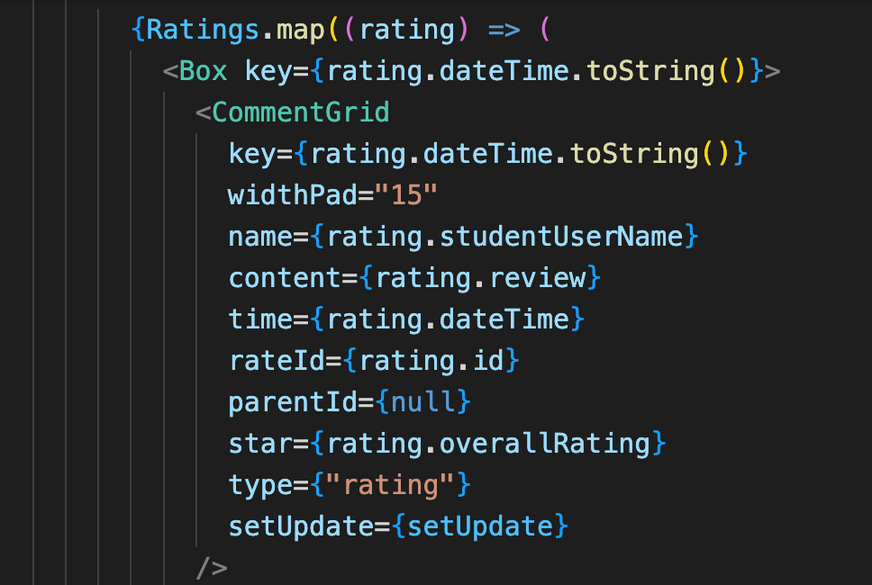 {Ratings.map((rating) => (
<Box key={rating.dateTime.toString()}>
<CommentGrid
key={rating.dateTime.toString()}
widthPad="15"
name={rating.studentUserName}
content={rating.review}
time={rating.dateTime}
rateId={rating.id}
parentId={null}
star={rating.overallRating}
type={"rating"}
setUpdate={setUpdate}
/>